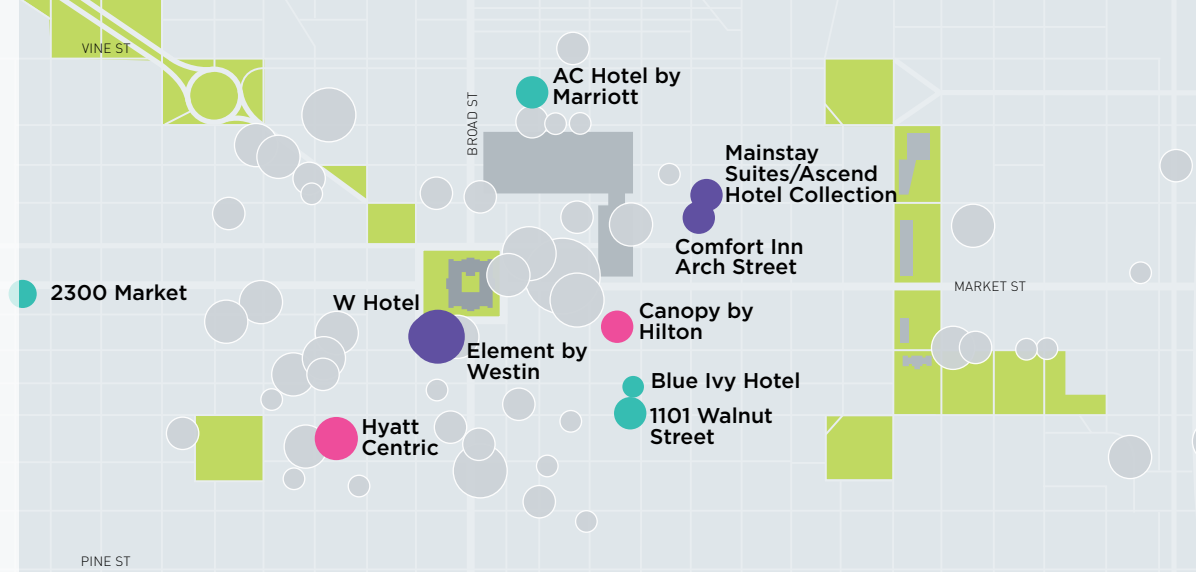 VINE ST
BROAD ST
AC Hotel by
Marriott
Mainstay
Suites/Ascend
Hotel Collection
Comfort Inn
Arch Street
MARKET ST
2300 Market
W Hotel
Canopy by
Hilton
Element by
Westin
Blue Ivy Hotel
1101 Walnut
Street
Hyatt
Centric
PINE ST